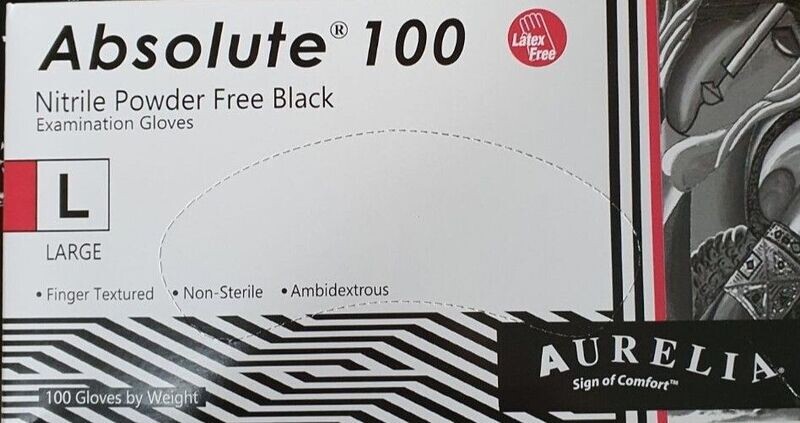 Absolute® 100
Latex
Free
Nitrile Powder Free Black
Examination Gloves
L
LARGE
• Finger Textured • Non-Sterile • Ambidextrous
100 Gloves by Weight
AURELIA®
Sign of Comfort™